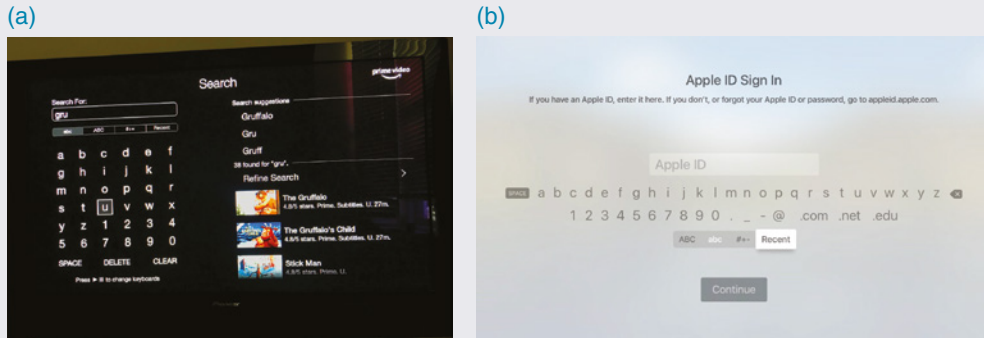 (a)
Search
prime video
Search For:
gru
abc ABC #+= Recent
a b c d e f
g h i j k l
m n o p q r
s t u v w x
y z 1 2 3 4
5 6 7 8 9 0
SPACE DELETE CLEAR
Press to change keyboards
Search suggestions
Gruffalo
Gru
Gruff
38 found for "gru".
Refine Search
The Gruffalo
4.8/5 stars. Prime. Subtitles. U. 27m.
The Gruffalo's Child
4.8/5 stars. Prime. Subtitles. U. 27m.
Stick Man
4.8/5 stars. Prime. U.
Pioneer
(b)
Apple ID Sign In
If you have an Apple ID, enter it here. If you don't, or forgot your Apple ID or password, go to appleid.apple.com.
Apple ID
SPACE a b c d e f g h i j k l m n o p q r s t u v w x y z
1 2 3 4 5 6 7 8 9 0 . _ - @ .com .net .edu
ABC abc #+- Recent
Continue